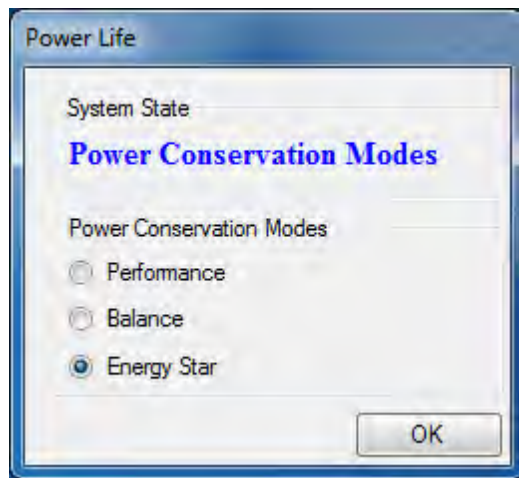 Power Life
System State
Power Conservation Modes
Power Conservation Modes
Performance
Balance
Energy Star
OK